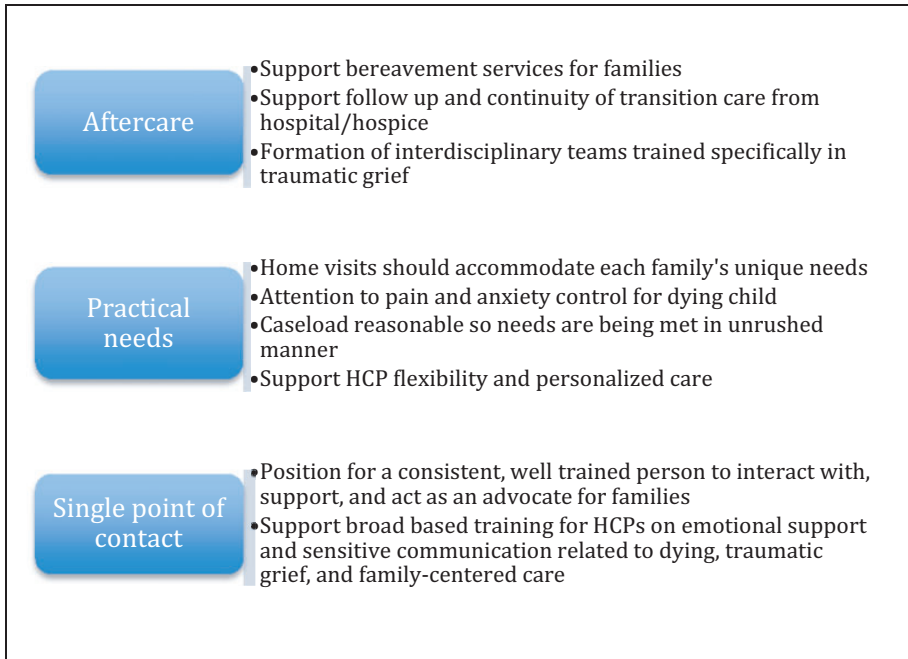 Aftercare
•Support bereavement services for families
•Support follow up and continuity of transition care from
hospital/hospice
•Formation of interdisciplinary teams trained specifically in
traumatic grief
Practical
needs
•Home visits should accommodate each family's unique needs
•Attention to pain and anxiety control for dying child
•Caseload reasonable so needs are being met in unrushed
manner
•Support HCP flexibility and personalized care
Single point of
contact
•Position for a consistent, well trained person to interact with,
support, and act as an advocate for families
•Support broad based training for HCPs on emotional support
and sensitive communication related to dying, traumatic
grief, and family-centered care